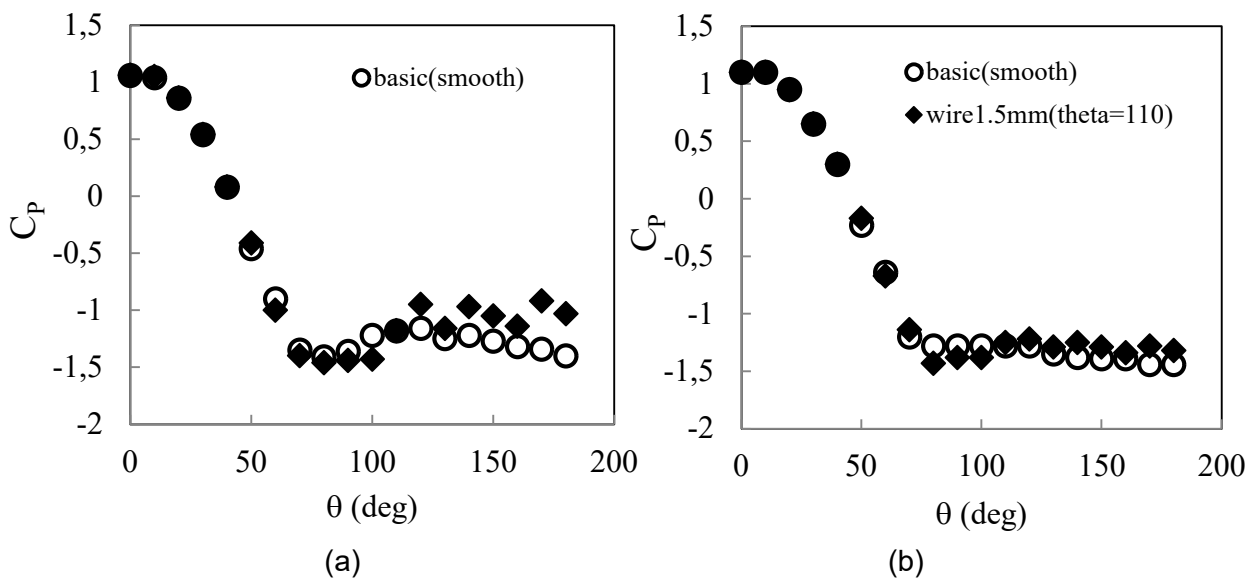 1,5
1
0,5
0
-0,5
-1
-1,5
-2
C_P
basic(smooth)
0 50 100 150 200
θ (deg)
(a)
1,5
1
0,5
0
-0,5
-1
-1,5
-2
C_P
basic(smooth)
wire1.5mm(theta=110)
0 50 100 150 200
θ (deg)
(b)